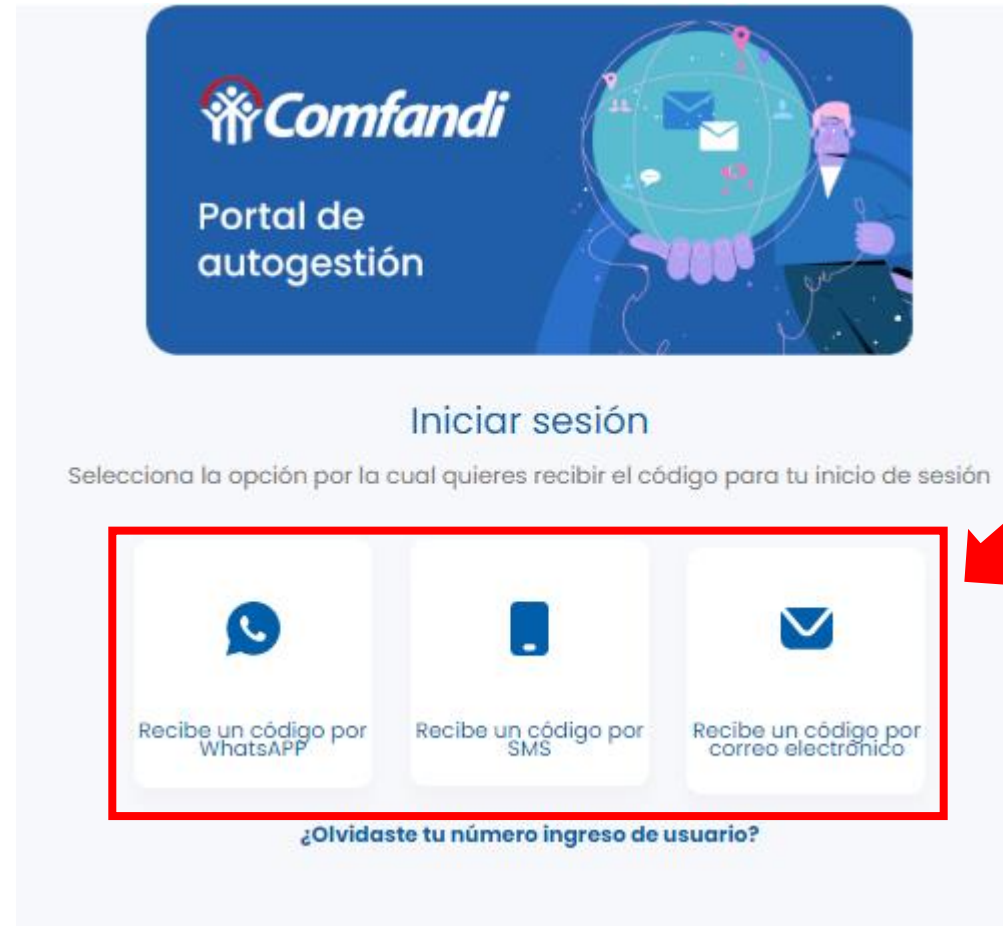 Comfandi
Portal de
autogestión
Iniciar sesión
Selecciona la opción por la cual quieres recibir el código para tu inicio de sesión
Recibe un código por
WhatsAPP
Recibe un código por
SMS
Recibe un código por
correo electrónico
¿Olvidaste tu número ingreso de usuario?